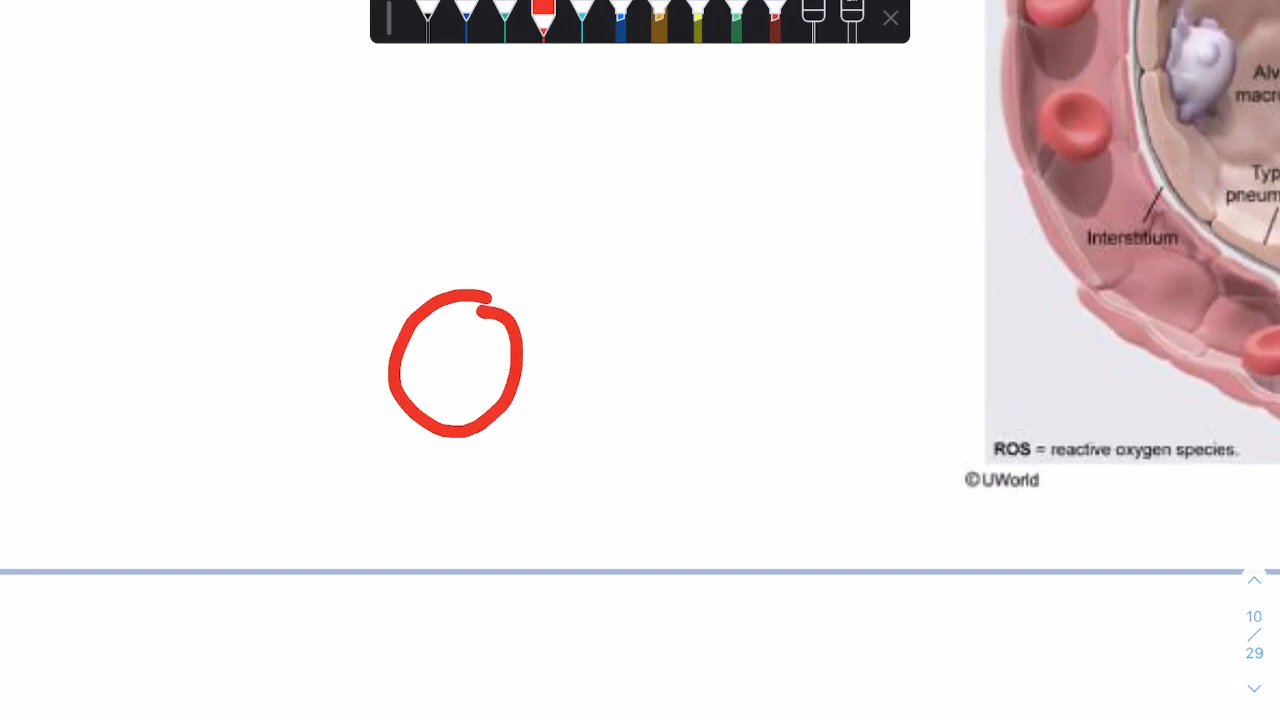 Interstitium
ROS = reactive oxygen species.
©UWorld
10
/
29